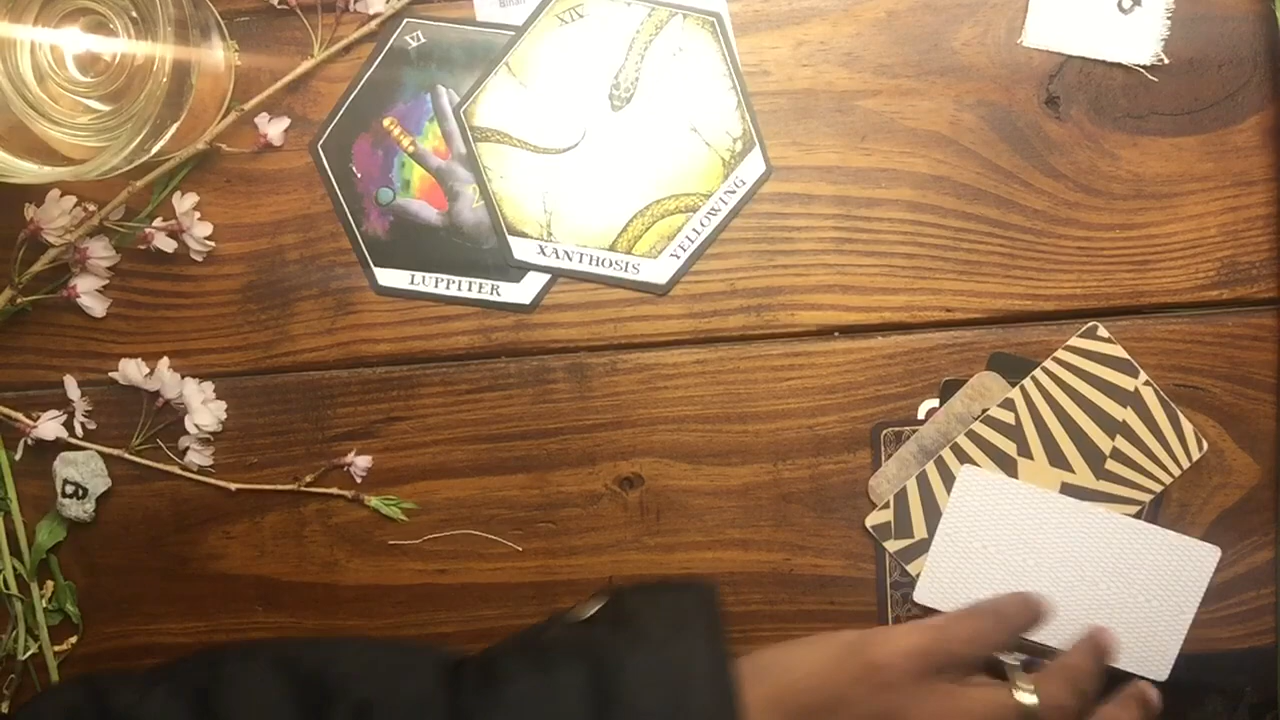 VI
XIV
LUPPITER
XANTHOSIS
YELLOWING
B